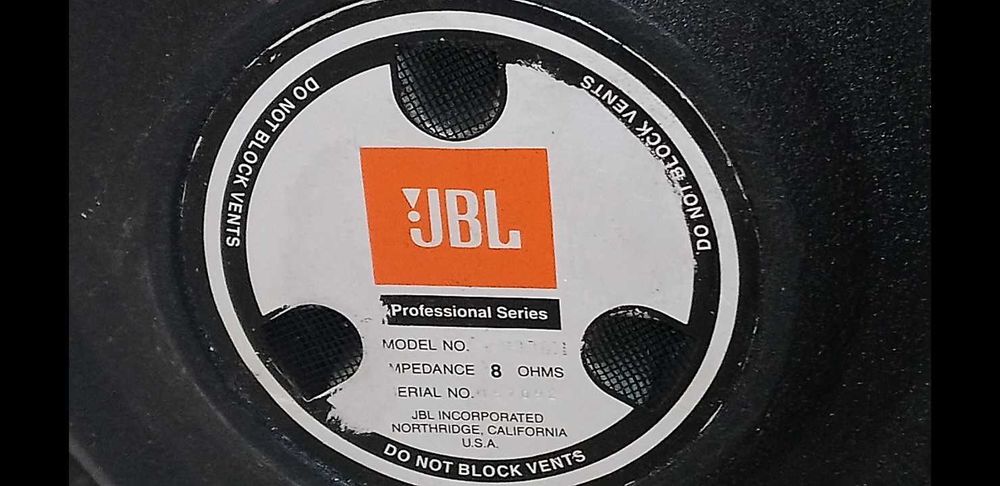 DO NOT BLOCK VENTS
DO NOT BLOCK VENTS
JBL
Professional Series
MODEL NO.
MPEDANCE 8 OHMS
ERIAL NO.
JBL INCORPORATED
NORTHRIDGE, CALIFORNIA
U.S.A.
DO NOT BLOCK VENTS